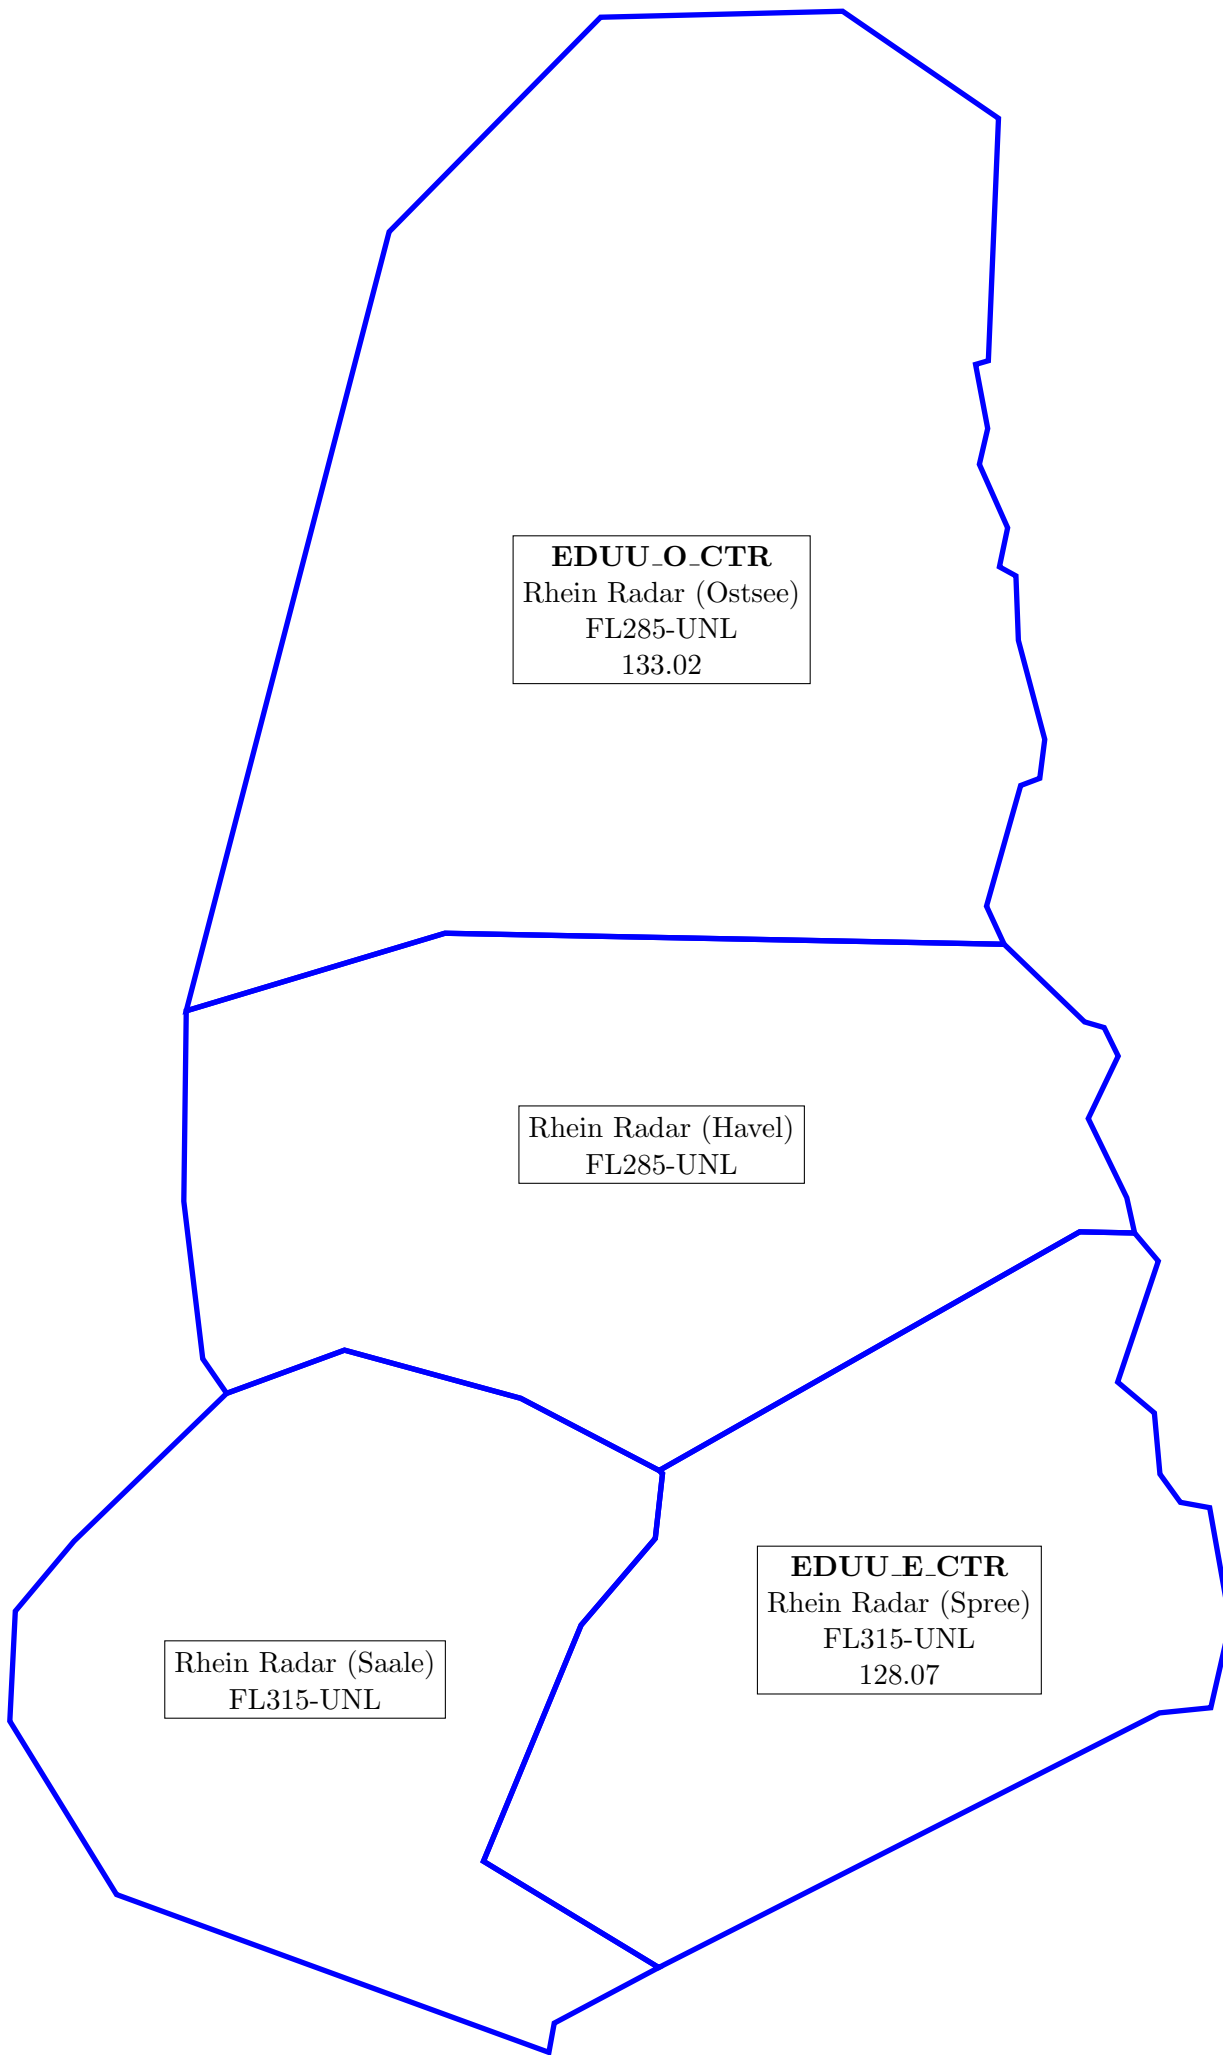 EDUU_O_CTR
Rhein Radar (Ostsee)
FL285-UNL
133.02
Rhein Radar (Havel)
FL285-UNL
EDUU_E_CTR
Rhein Radar (Spree)
FL315-UNL
128.07
Rhein Radar (Saale)
FL315-UNL